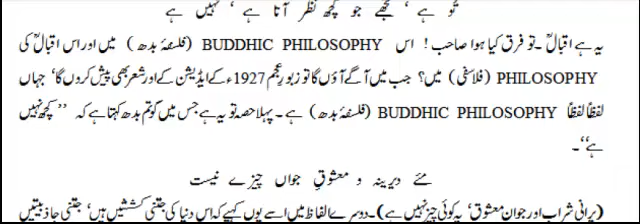 تُو ہے‘ تجھے جو کچھ نظر آتا ہے‘ نہیں ہے
یہ ہے اقبالؒ۔ تو فرق کیا ہوا صاحب! اس BUDDHIC PHILOSOPHY (فلسفۂ بدھ) میں اور اس اقبالؒ کی
PHILOSOPHY (فلاسفی) میں؟ جب میں آگے آؤں گا تو زبورِ عجم 1927ء کے ایڈیشن کے اور شعر بھی پیش کروں گا‘ جہاں
لفظاً لفظاً BUDDHIC PHILOSOPHY (فلسفۂ بدھ) ہے۔ پہلا حصہ تو یہ ہے جس میں گوتم بدھ کہتا ہے کہ ’’کچھ نہیں
ہے‘‘۔
مئے دیرینہ و معشوقِ جواں چیزے نیست
(پرانی شراب اور جون معشوق‘ یہ کوئی چیز نہیں ہے)۔ دوسرے الفاظ میں اسے یوں کہیے کہ اس دنیا کی جتنی کششیں ہیں‘ جتنی جاذبیتیں